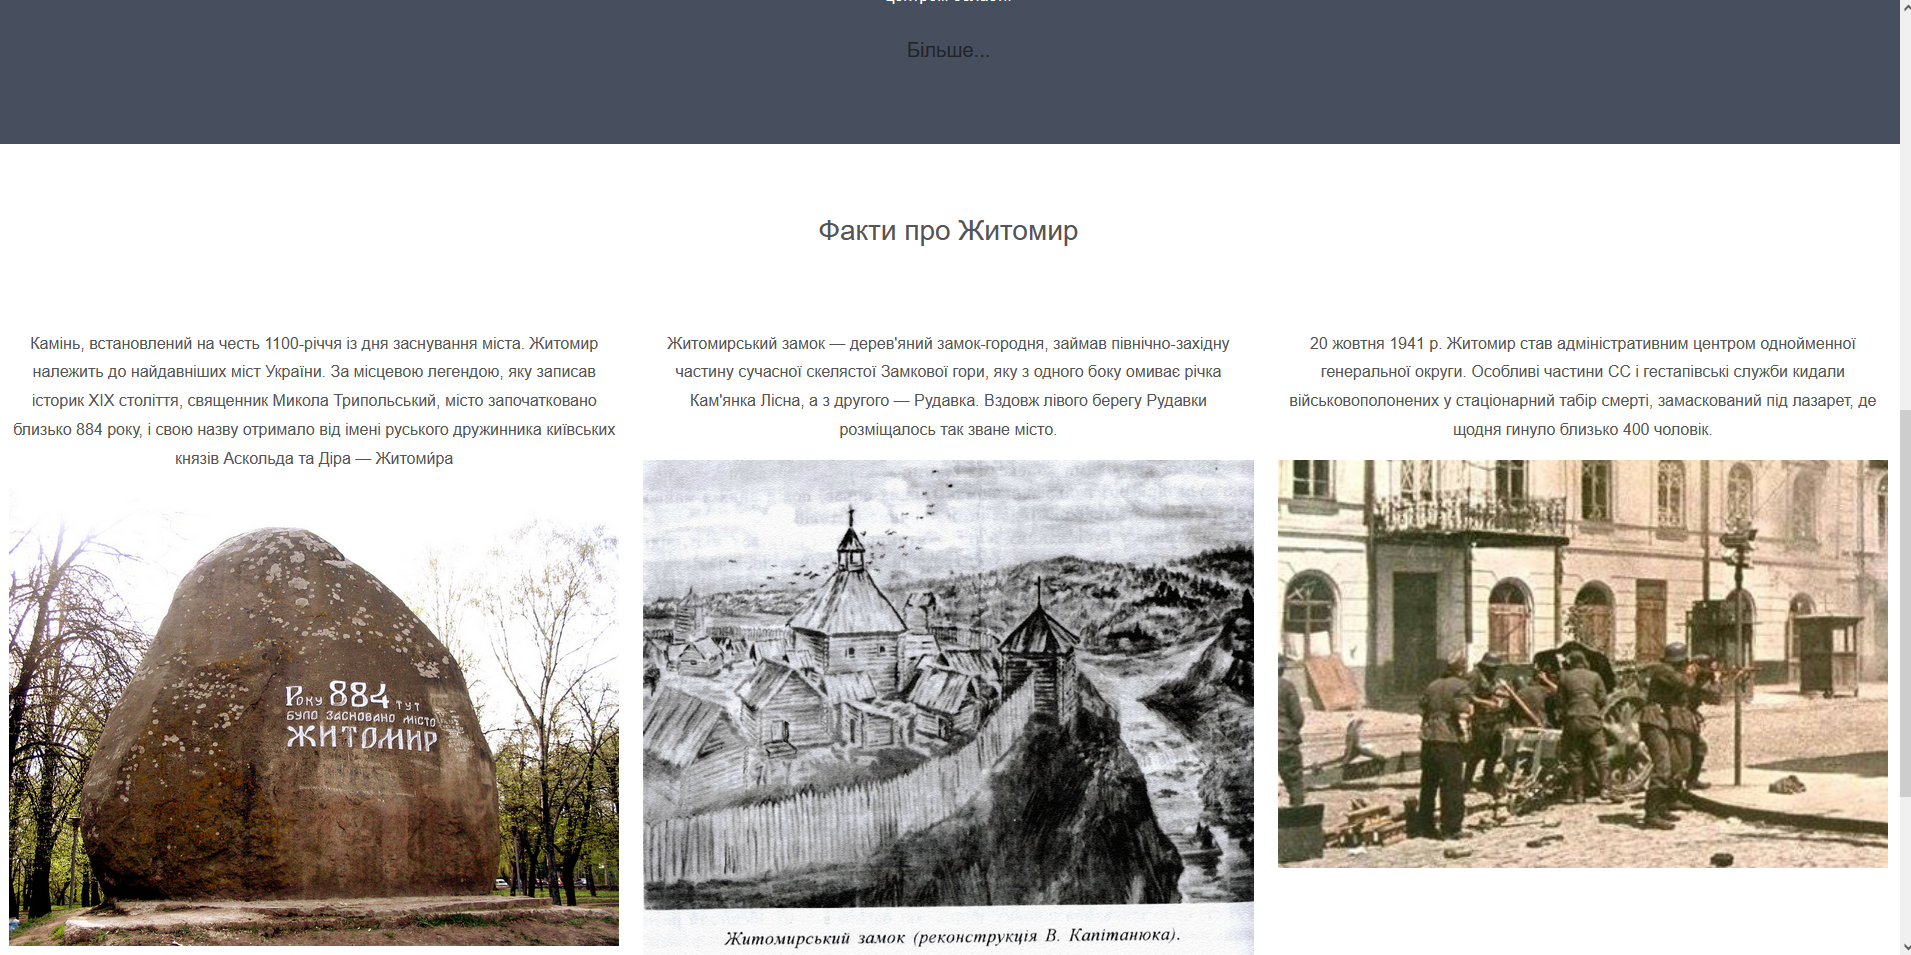 Більше...
Факти про Житомир
Камінь, встановлений на честь 1100-річчя із дня заснування міста. Житомир
належить до найдавніших міст України. За місцевою легендою, яку записав
історик XIX століття, священник Микола Трипольський, місто започатковано
близько 884 року, і свою назву отримало від імені руського дружинника київських
князів Аскольда та Діра — Житоми́ра
Житомирський замок — дерев'яний замок-городня, займав північно-західну
частину сучасної скелястої Замкової гори, яку з одного боку омиває річка
Кам'янка Лісна, а з другого — Рудавка. Вздовж лівого берегу Рудавки
розміщалось так зване місто.
20 жовтня 1941 р. Житомир став адміністративним центром однойменної
генеральної округи. Особливі частини СС і гестапівські служби кидали
військовополонених у стаціонарний табір смерті, замаскований під лазарет, де
щодня гинуло близько 400 чоловік.
Року 884 тут
було засновано місто
Житомир
Житомирський замок (реконструкція В. Капітанюка).